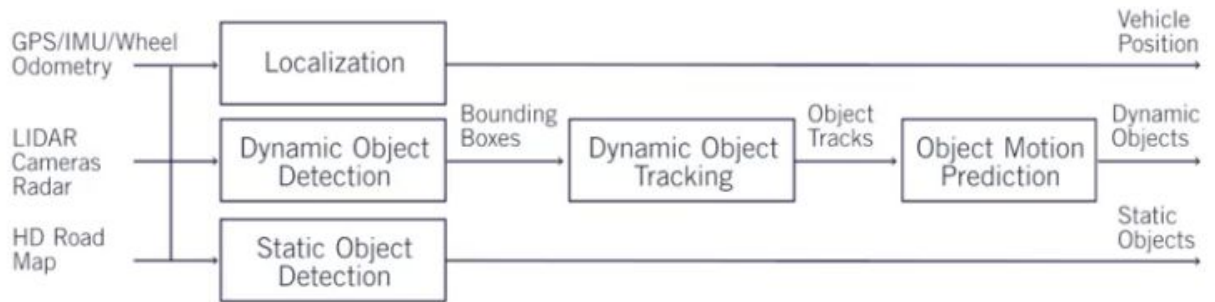 GPS/IMU/Wheel
Odometry
Localization
Vehicle
Position
LIDAR
Cameras
Radar
Dynamic Object
Detection
Bounding
Boxes
Dynamic Object
Tracking
Object
Tracks
Object Motion
Prediction
Dynamic
Objects
HD Road
Map
Static Object
Detection
Static
Objects